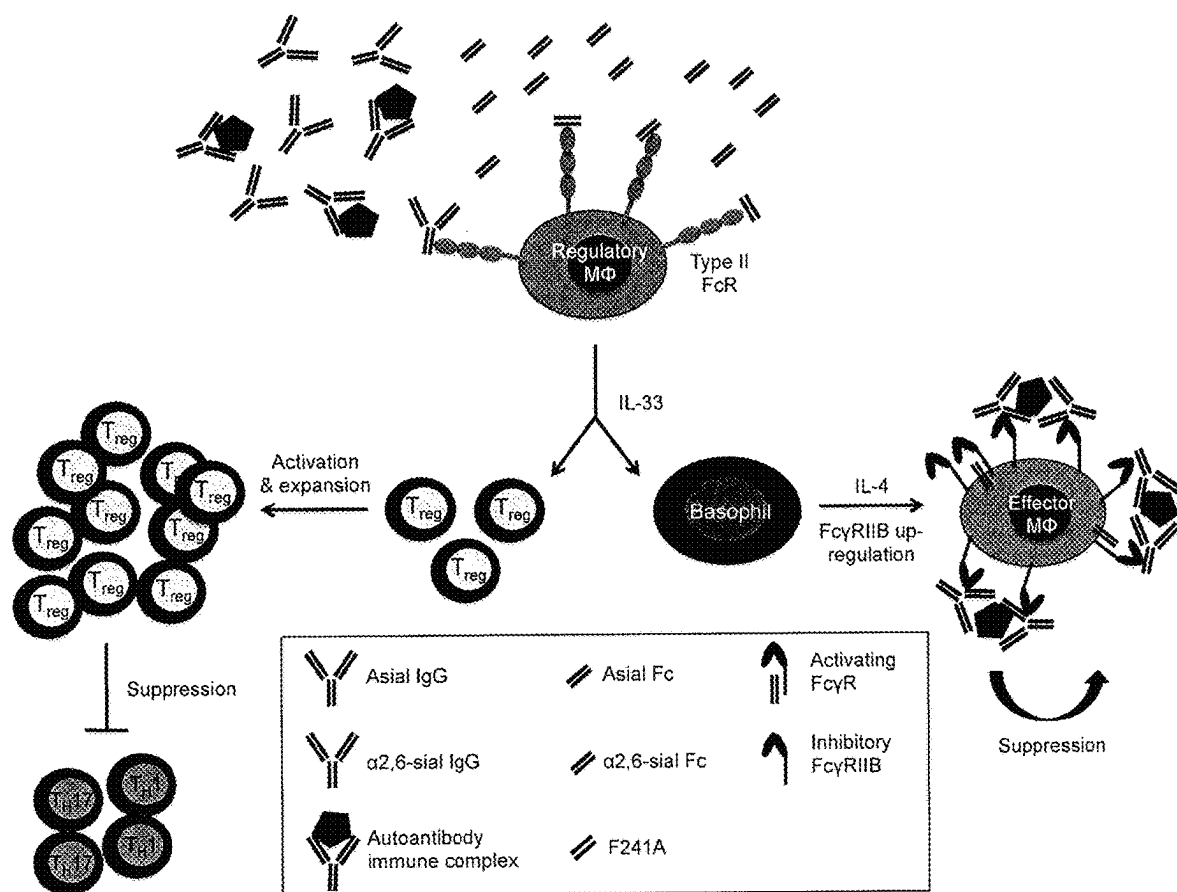 Regulatory
MΦ
Type II
FcR
IL-33
Treg
Treg
Treg
Treg
Treg
Treg
Treg
Treg
Treg
Treg
Activation
& expansion
Treg
Treg
Treg
Basophil
IL-4
FcγRIIB up-
regulation
Effector
MΦ
Suppression
TH17
TH1
TH17
TH1
Suppression
Asial IgG
Asial Fc
Activating
FcγR
α2,6-sial IgG
α2,6-sial Fc
Inhibitory
FcγRIIB
Autoantibody
immune complex
F241A